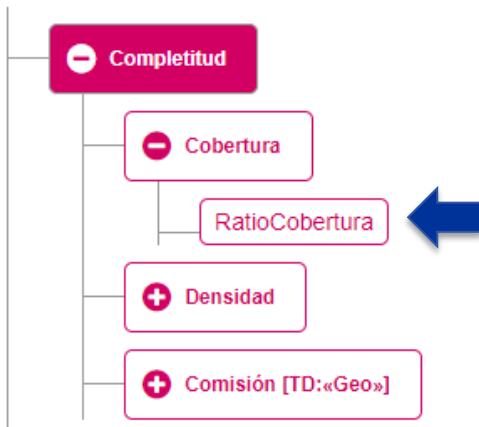 Completitud
Cobertura
RatioCobertura
Densidad
Comisión [TD:«Geo»]